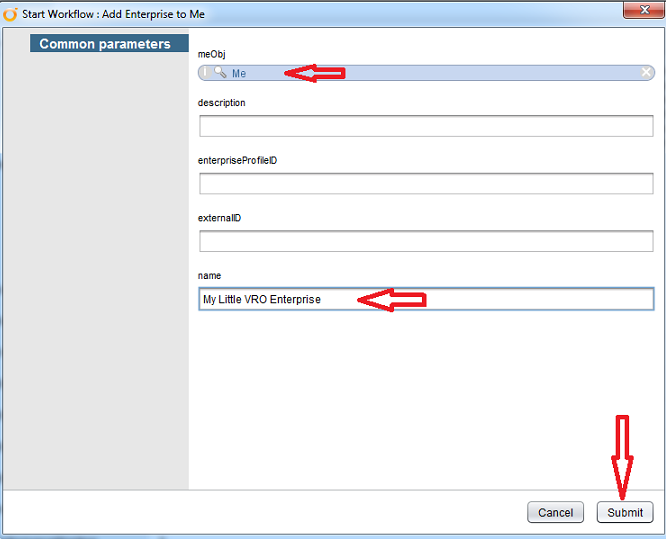 Start Workflow : Add Enterprise to Me
Common parameters
meObj
Me
description
enterpriseProfileID
externalID
name
My Little VRO Enterprise
Cancel
Submit